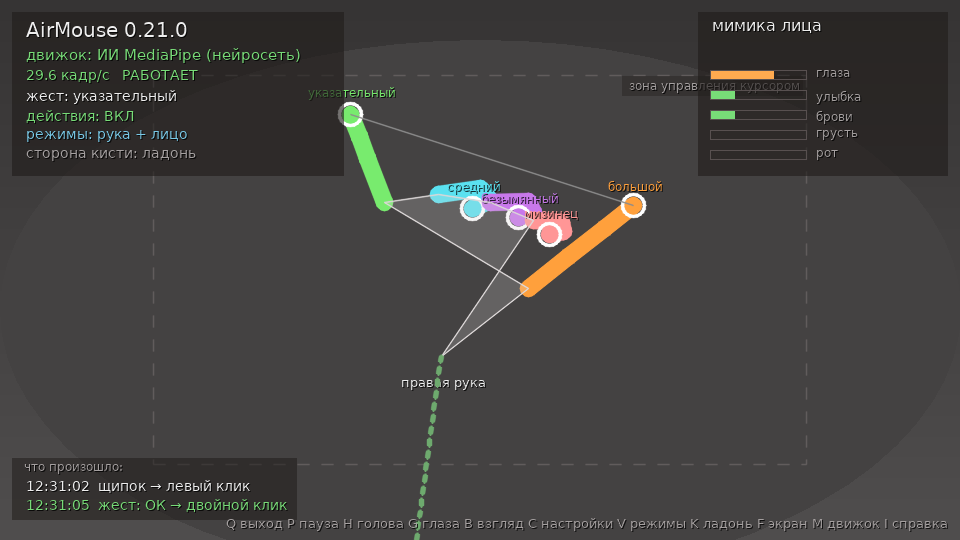 AirMouse 0.21.0
движок: ИИ MediaPipe (нейросеть)
29.6 кадр/с РАБОТАЕТ
жест: указательный
действия: ВКЛ
режимы: рука + лицо
сторона кисти: ладонь
мимика лица
глаза
улыбка
брови
грусть
рот
зона управления курсором
указательный
средний
безымянный
мизинец
большой
правая рука
что произошло:
12:31:02 щипок → левый клик
12:31:05 жест: ОК → двойной клик
Q выход P пауза H голова G глаза B взгляд C настройки V режимы K ладонь F экран M движок I справка